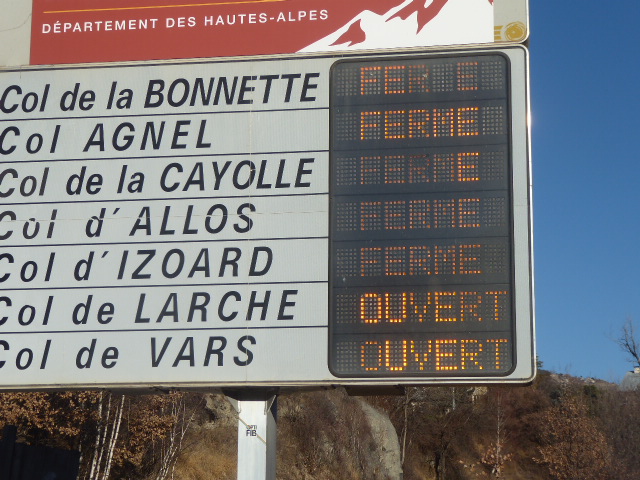 DÉPARTEMENT DES HAUTES-ALPES
Col de la BONNETTE FERME
Col AGNEL FERME
Col de la CAYOLLE FERME
Col d'ALLOS FERME
Col d'IZOARD FERME
Col de LARCHE OUVERT
Col de VARS OUVERT
FIB